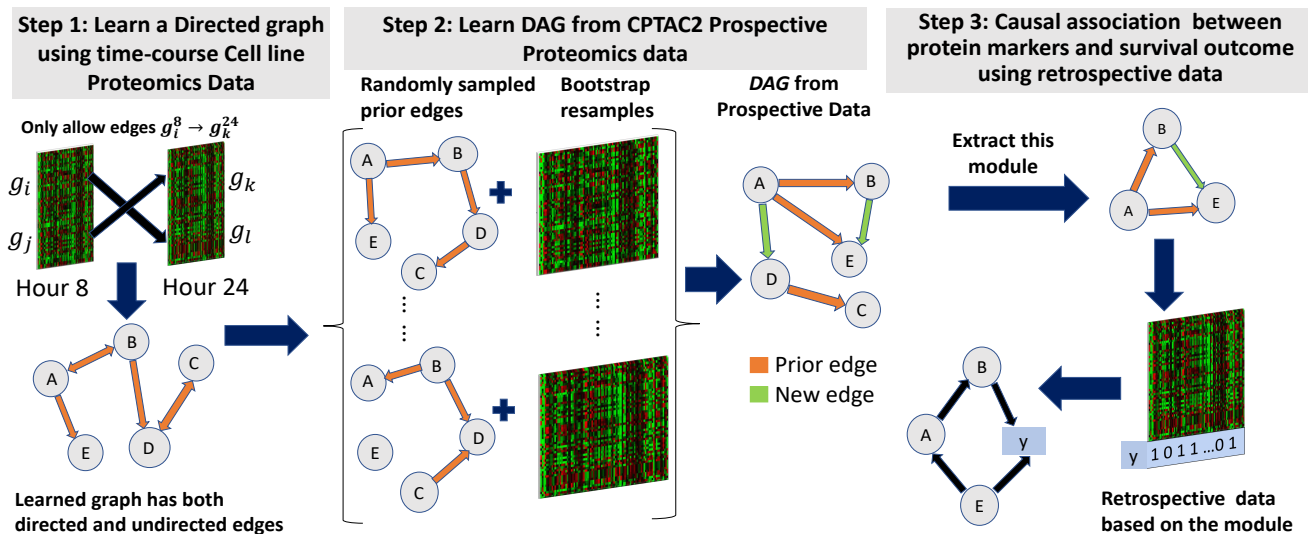 Step 1: Learn a Directed graph
using time-course Cell line
Proteomics Data
Only allow edges $g_i^8 \rightarrow g_k^{24}$
$g_i$
$g_j$
$g_k$
$g_l$
Hour 8
Hour 24
A
B
C
E
D
Learned graph has both
directed and undirected edges
Step 2: Learn DAG from CPTAC2 Prospective
Proteomics data
Randomly sampled
prior edges
Bootstrap
resamples
DAG from
Prospective Data
A
B
E
D
C
A
B
D
E
C
A
B
E
D
C
Prior edge
New edge
Step 3: Causal association between
protein markers and survival outcome
using retrospective data
Extract this
module
B
A
E
B
A
y
E
y 1 0 1 1 ...0 1
Retrospective data
based on the module